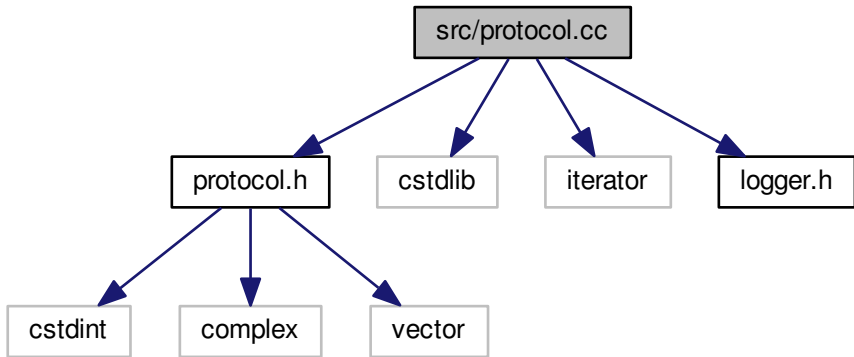 src/protocol.cc
protocol.h
cstdlib
iterator
logger.h
cstdint
complex
vector